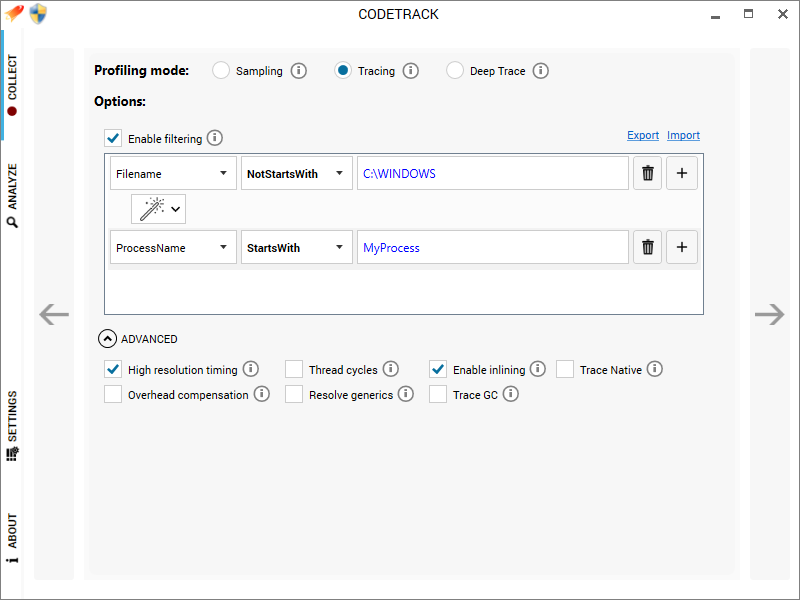 CODETRACK
COLLECT
ANALYZE
SETTINGS
ABOUT
Profiling mode: Sampling Tracing Deep Trace
Options:
Enable filtering Export Import
Filename NotStartsWith C:\WINDOWS
ProcessName StartsWith MyProcess
ADVANCED
High resolution timing Thread cycles Enable inlining Trace Native
Overhead compensation Resolve generics Trace GC